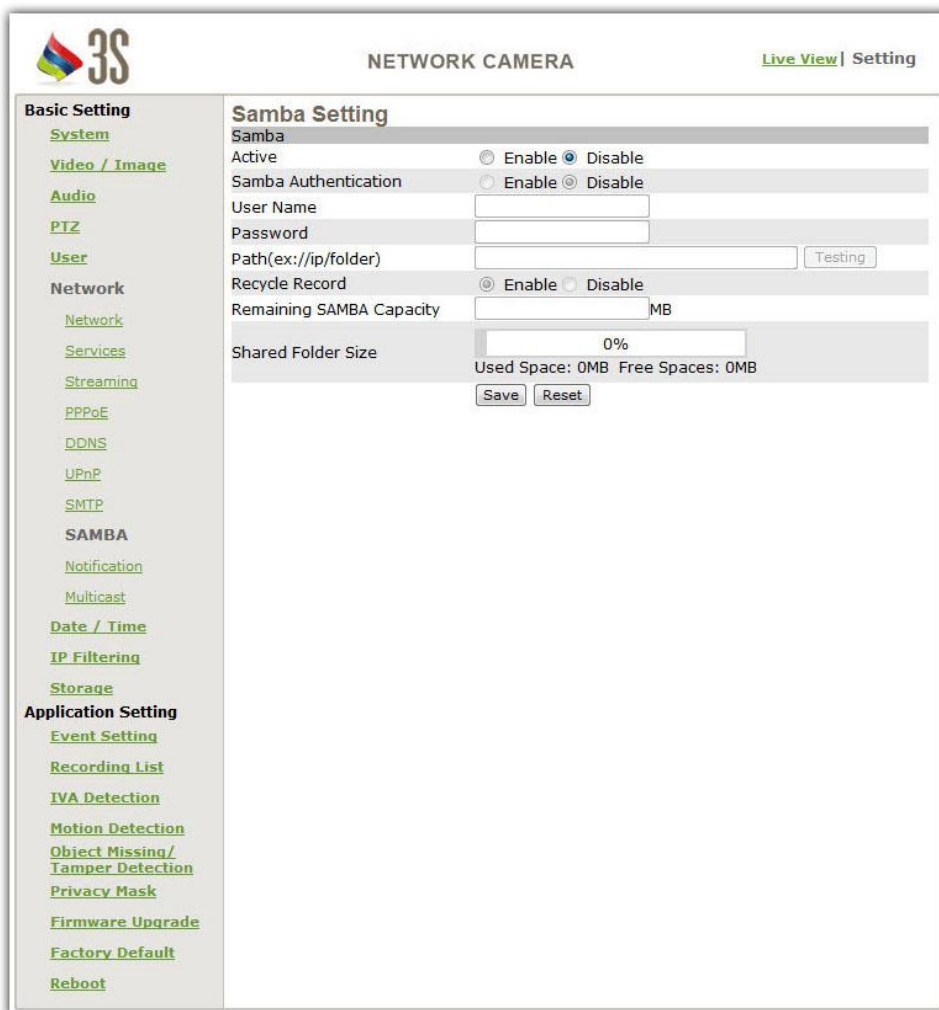 3S
NETWORK CAMERA
Live View| Setting
Basic Setting
System
Video / Image
Audio
PTZ
User
Network
Network
Services
Streaming
PPPoE
DDNS
UPnP
SMTP
SAMBA
Notification
Multicast
Date / Time
IP Filtering
Storage
Application Setting
Event Setting
Recording List
IVA Detection
Motion Detection
Object Missing/
Tamper Detection
Privacy Mask
Firmware Upgrade
Factory Default
Reboot
Samba Setting
Samba
Active Enable Disable
Samba Authentication Enable Disable
User Name
Password
Path(ex://ip/folder) Testing
Recycle Record Enable Disable
Remaining SAMBA Capacity MB
Shared Folder Size 0%
Used Space: 0MB Free Spaces: 0MB
Save Reset